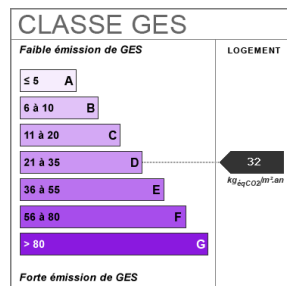 CLASSE GES
Faible émission de GES
LOGEMENT
≤ 5 A
6 à 10 B
11 à 20 C
21 à 35 D
32
kgéqCO2/m².an
36 à 55 E
56 à 80 F
> 80 G
Forte émission de GES